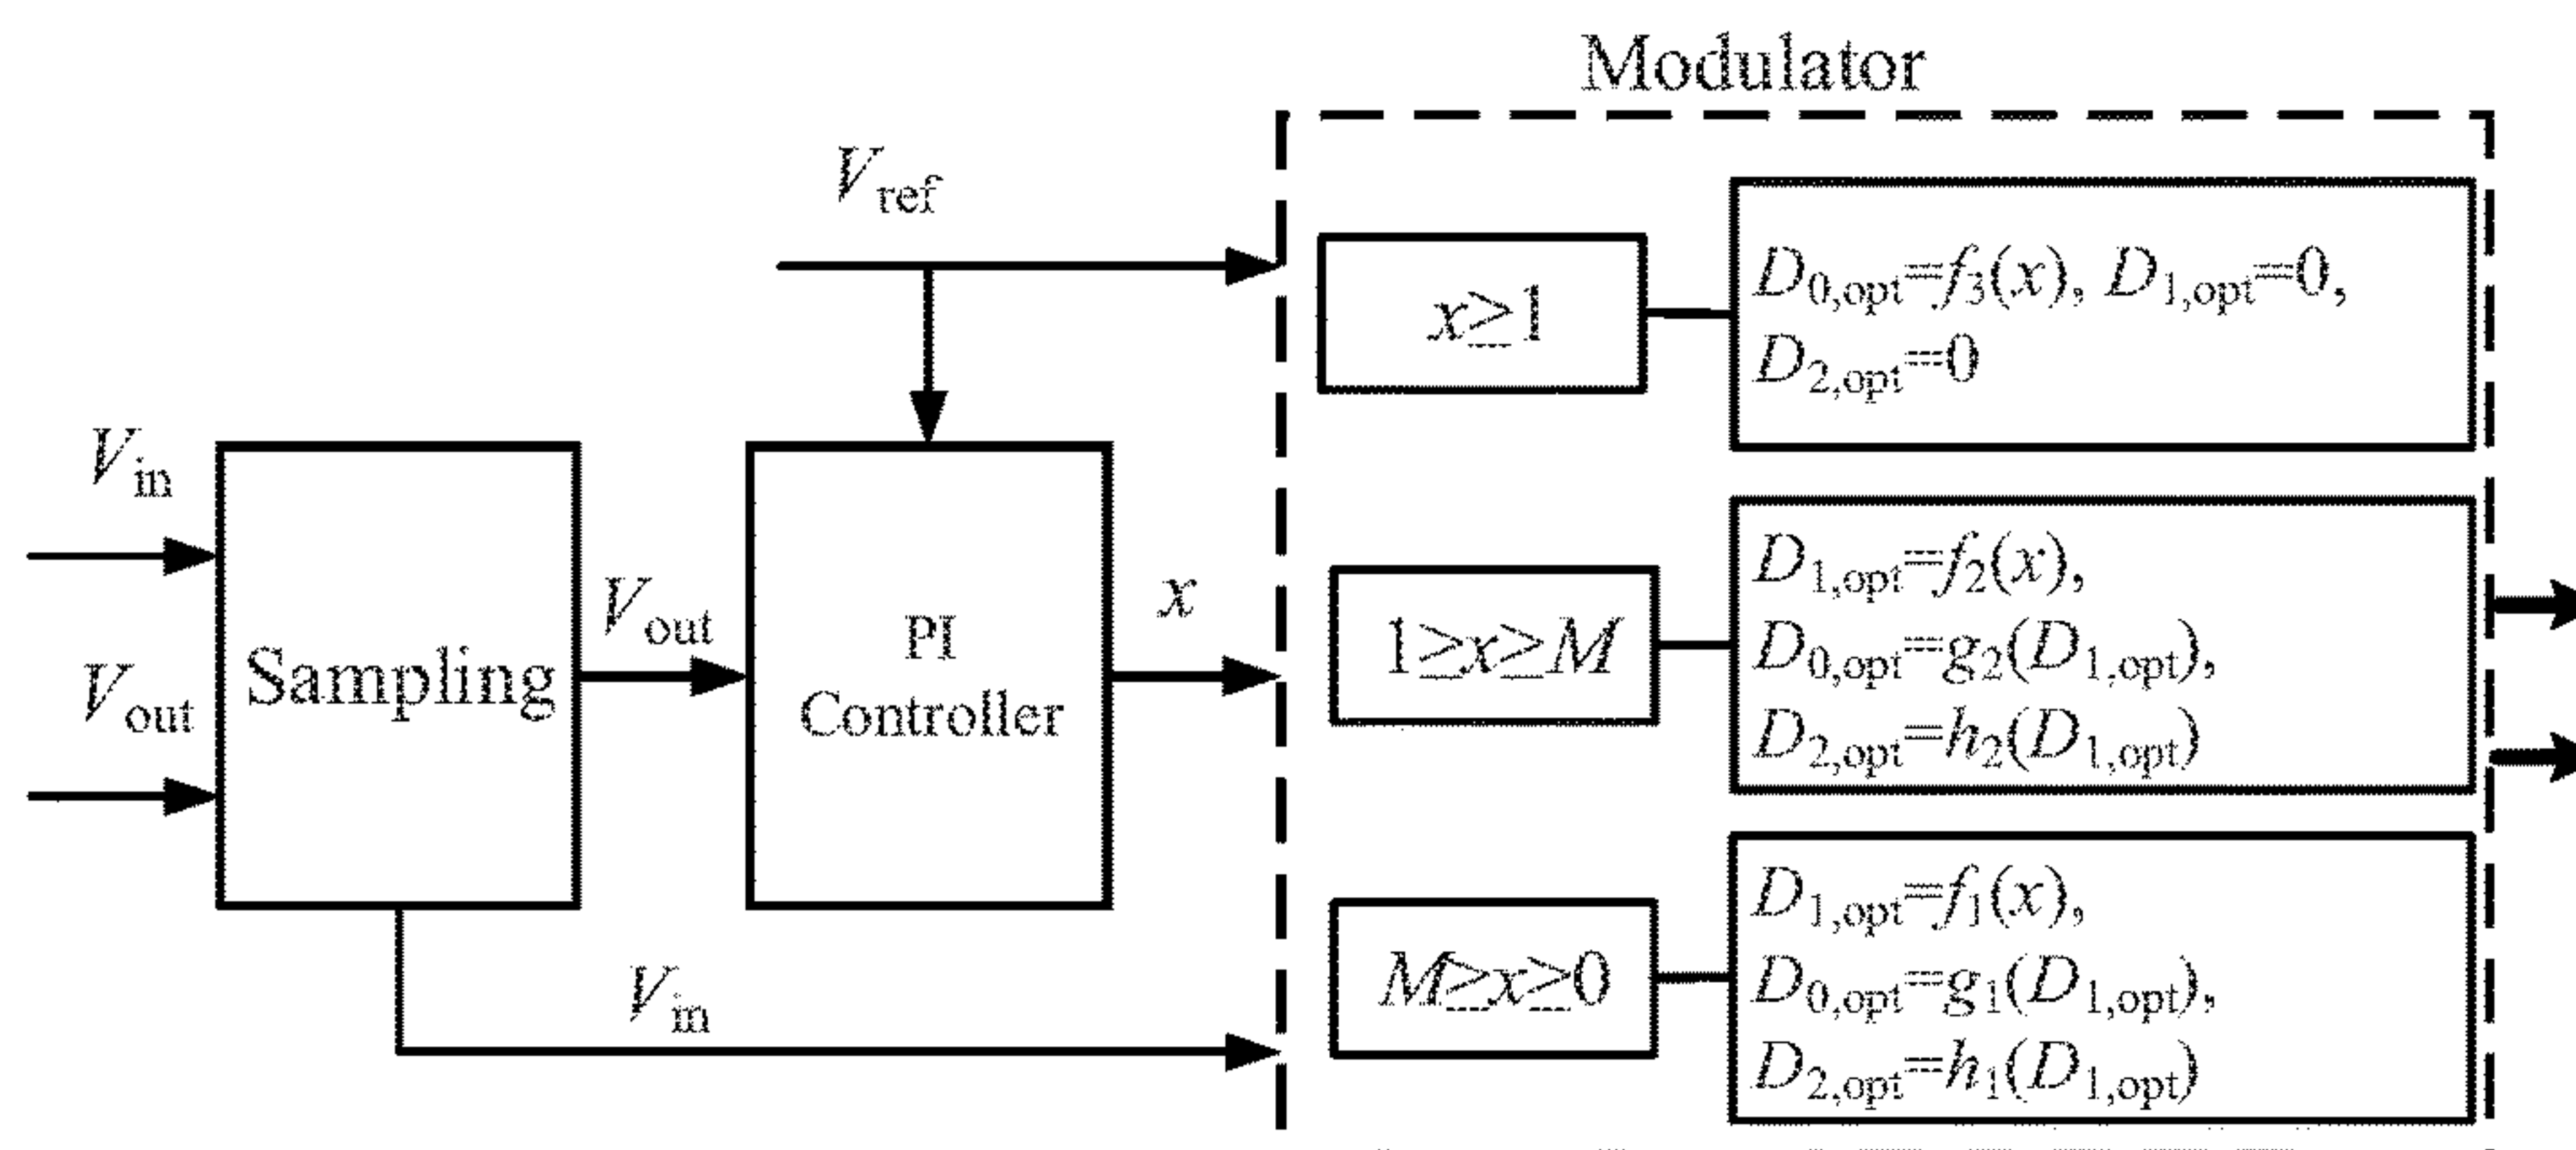 Modulator
V_ref
V_in
V_out
Sampling
V_out
PI
Controller
x
V_in
x≥1
D_0,opt=f_3(x), D_1,opt=0,
D_2,opt=0
1≥x≥M
D_1,opt=f_2(x),
D_0,opt=g_2(D_1,opt),
D_2,opt=h_2(D_1,opt)
M≥x≥0
D_1,opt=f_1(x),
D_0,opt=g_1(D_1,opt),
D_2,opt=h_1(D_1,opt)